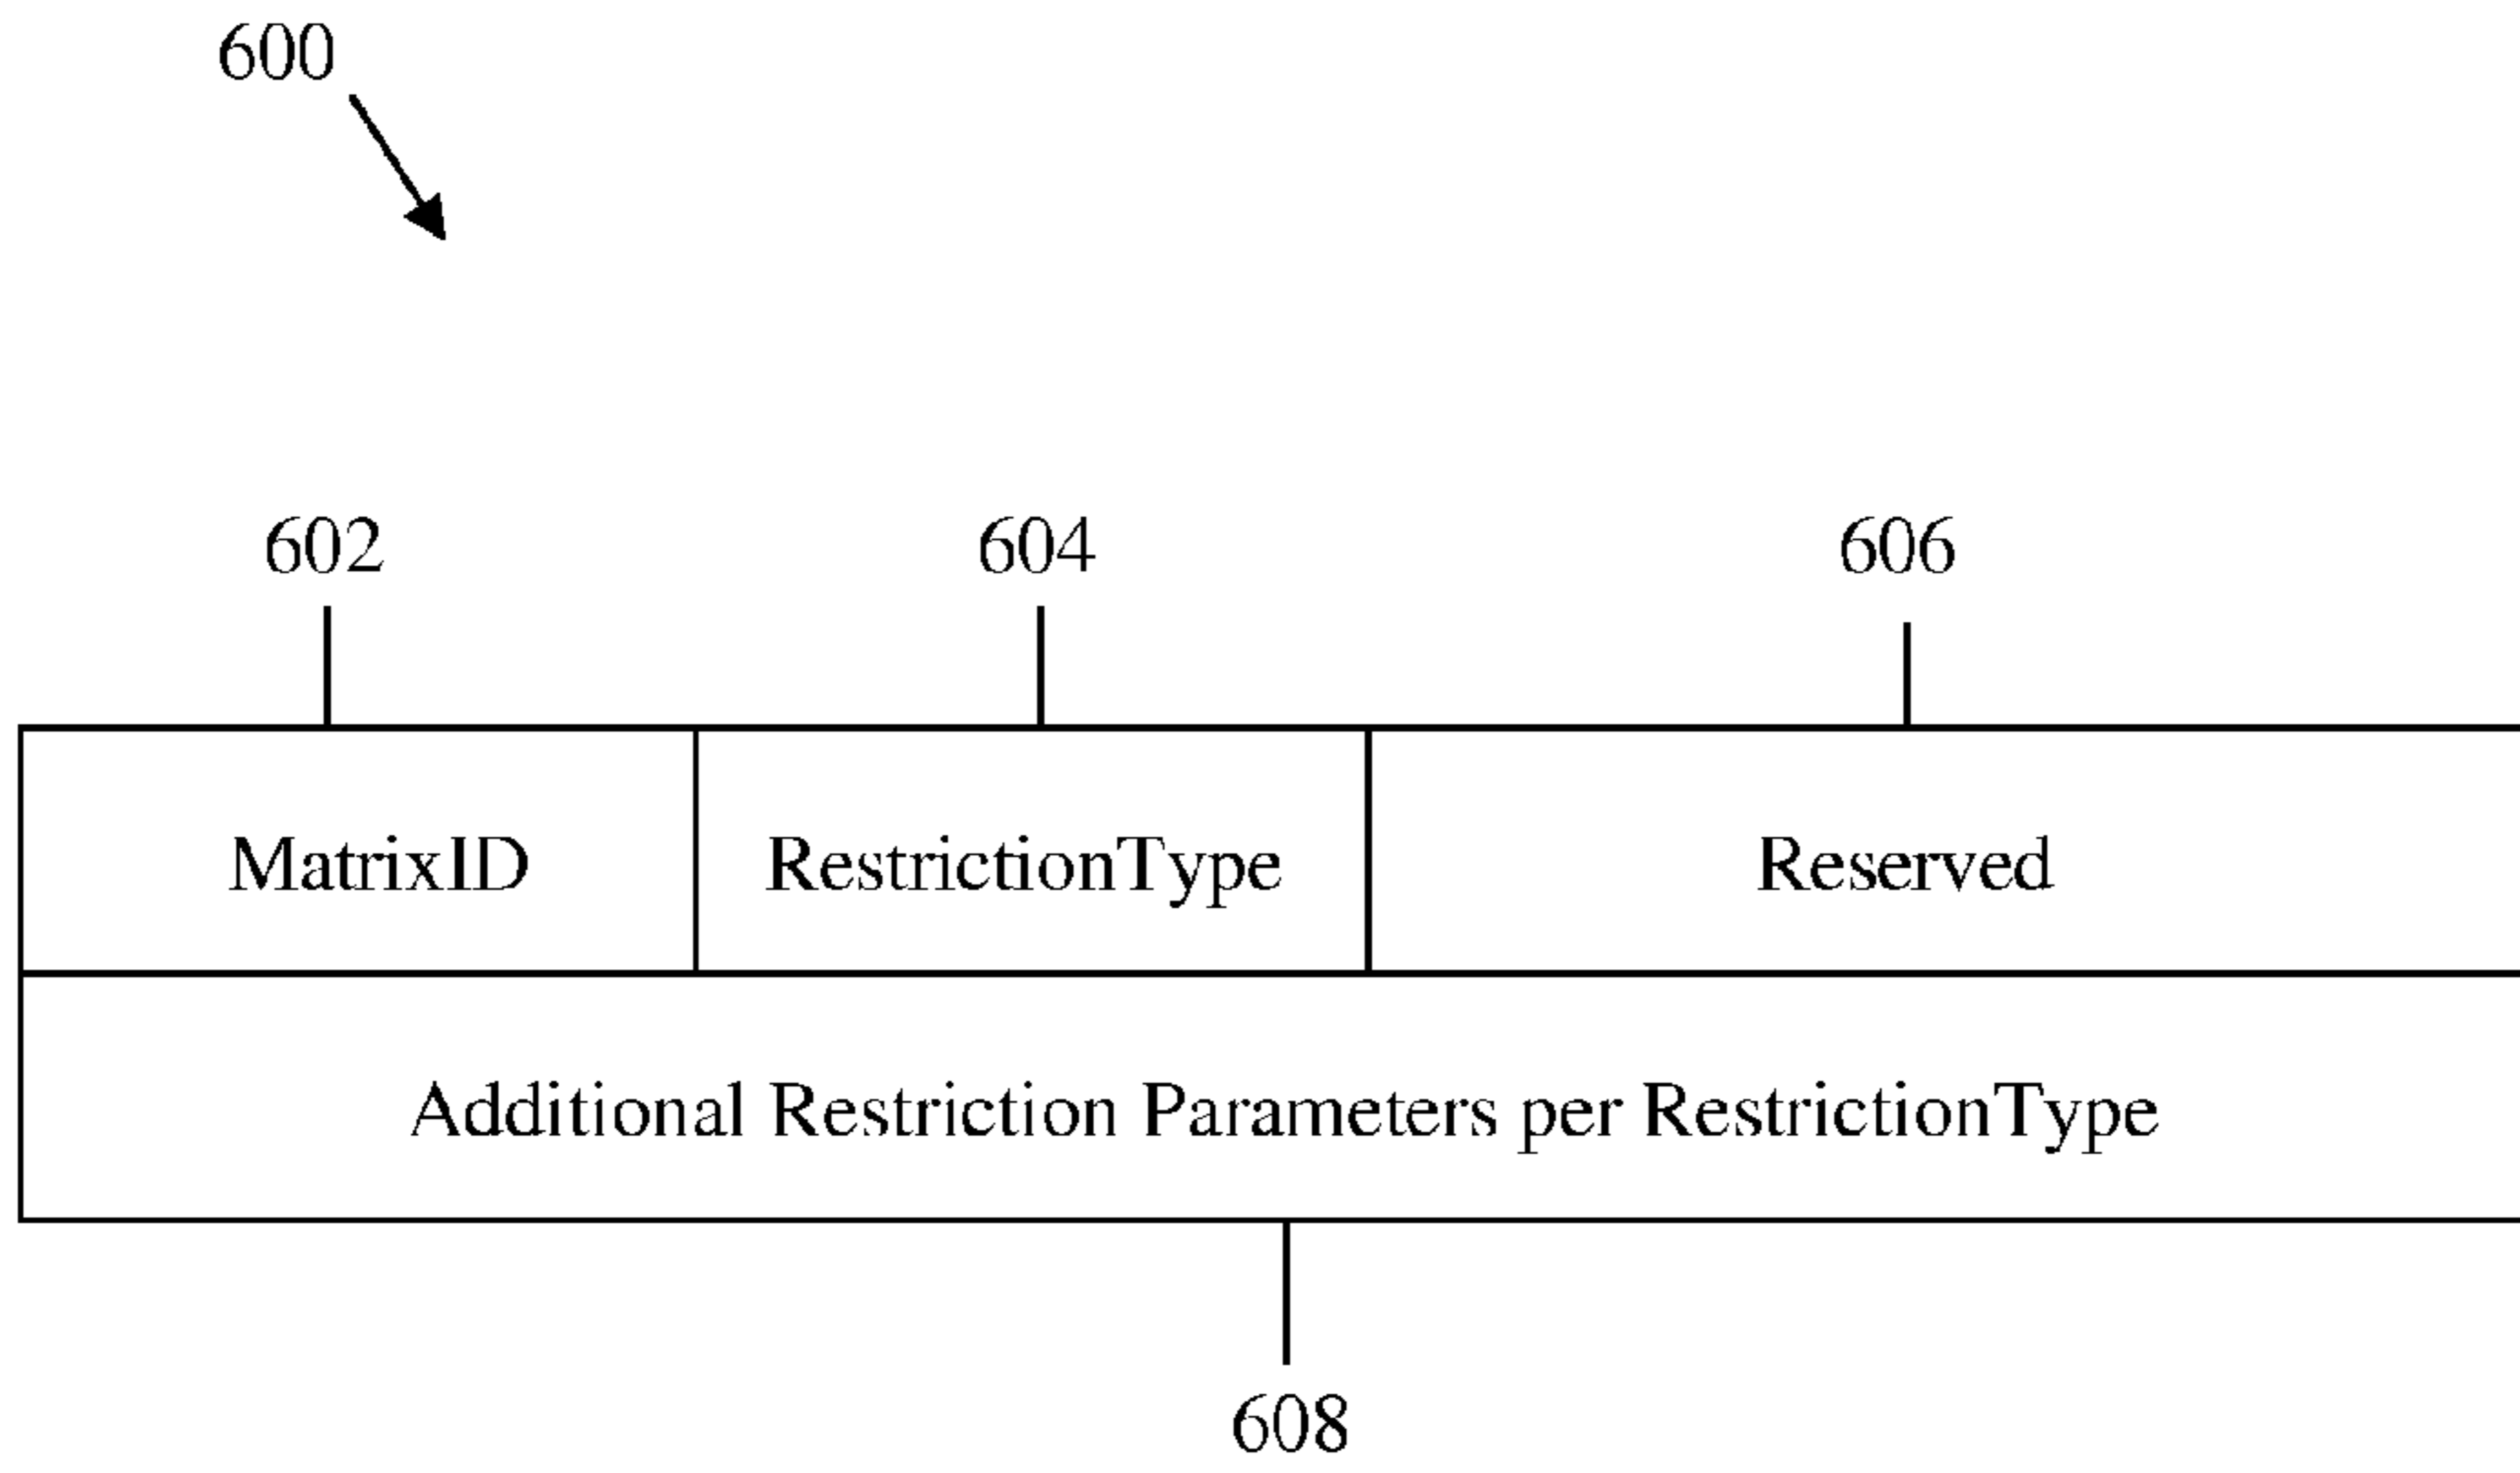 600
602 604 606
MatrixID RestrictionType Reserved
Additional Restriction Parameters per RestrictionType
608